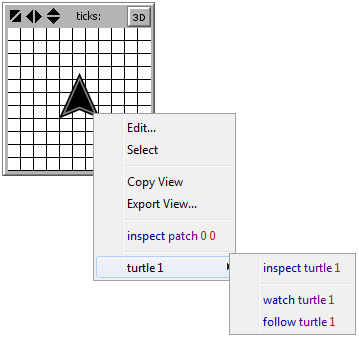 ticks: 3D
Edit...
Select
Copy View
Export View...
inspect patch 0 0
turtle 1
inspect turtle 1
watch turtle 1
follow turtle 1